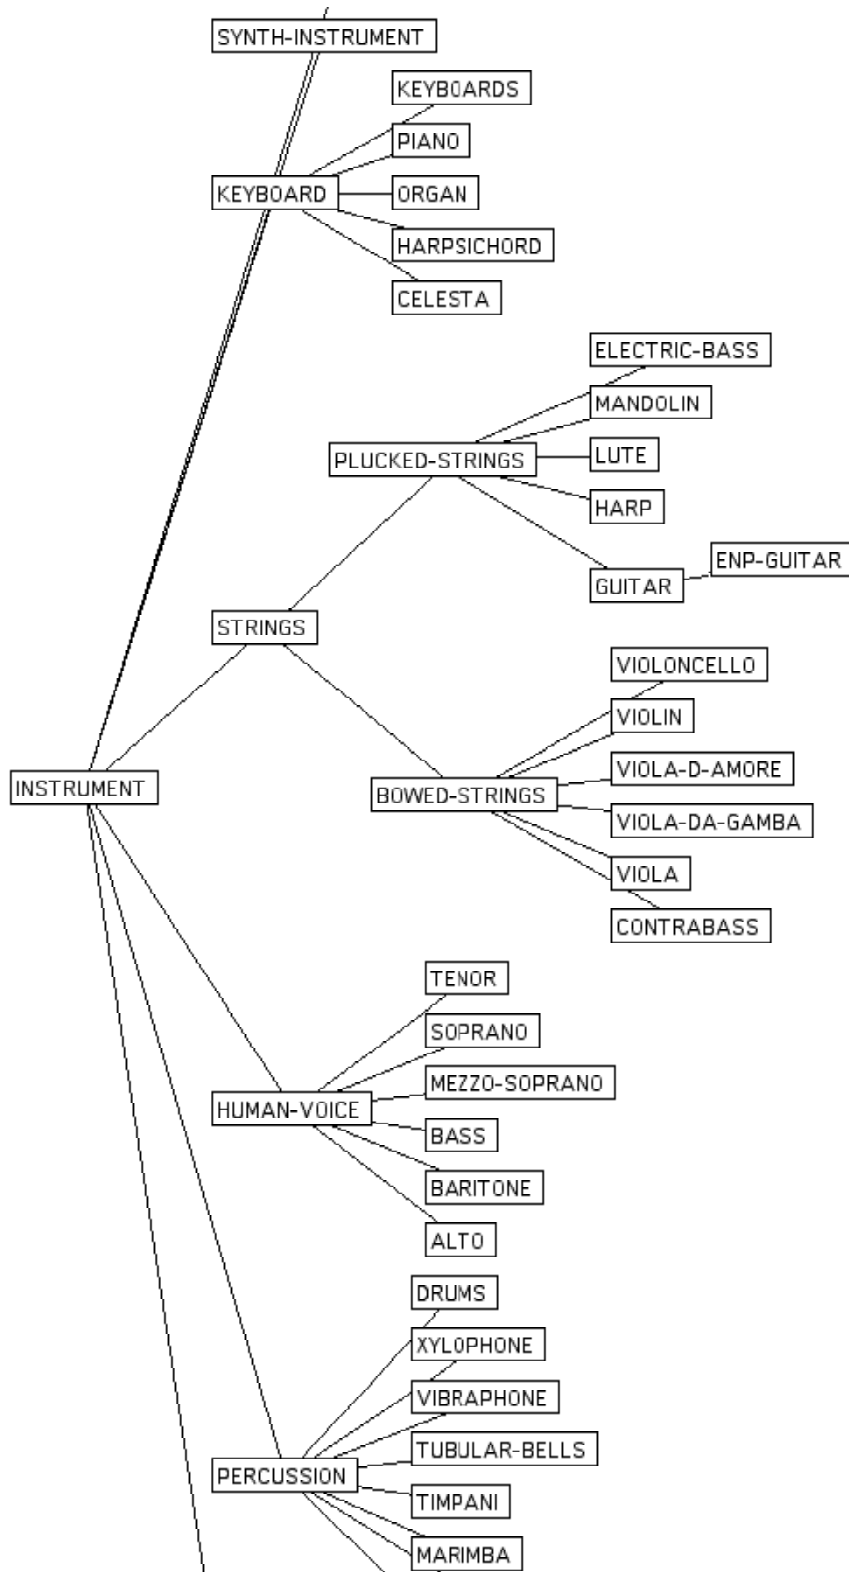 SYNTH-INSTRUMENT
KEYBOARDS
PIANO
KEYBOARD
ORGAN
HARPSICHORD
CELESTA
ELECTRIC-BASS
MANDOLIN
PLUCKED-STRINGS
LUTE
HARP
ENP-GUITAR
GUITAR
STRINGS
VIOLONCELLO
VIOLIN
VIOLA-D-AMORE
INSTRUMENT
BOWED-STRINGS
VIOLA-DA-GAMBA
VIOLA
CONTRABASS
TENOR
SOPRANO
MEZZO-SOPRANO
HUMAN-VOICE
BASS
BARITONE
ALTO
DRUMS
XYLOPHONE
VIBRAPHONE
TUBULAR-BELLS
PERCUSSION
TIMPANI
MARIMBA